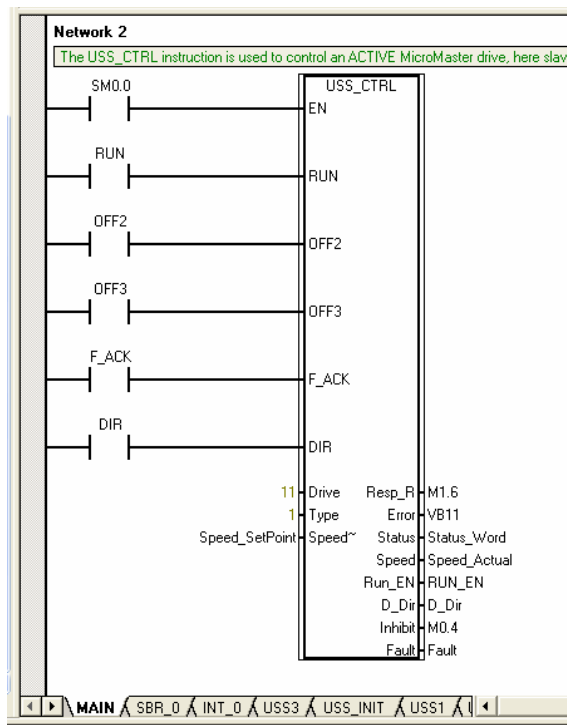 Network 2
The USS_CTRL instruction is used to control an ACTIVE MicroMaster drive, here slav
SM0.0 USS_CTRL
EN
RUN
RUN
OFF2
OFF2
OFF3
OFF3
F_ACK
F_ACK
DIR
DIR
11 Drive Resp_R M1.6
1 Type Error VB11
Speed_SetPoint Speed~ Status Status_Word
Speed Speed_Actual
Run_EN RUN_EN
D_Dir D_Dir
Inhibit M0.4
Fault Fault
MAIN SBR_0 INT_0 USS3 USS_INIT USS1